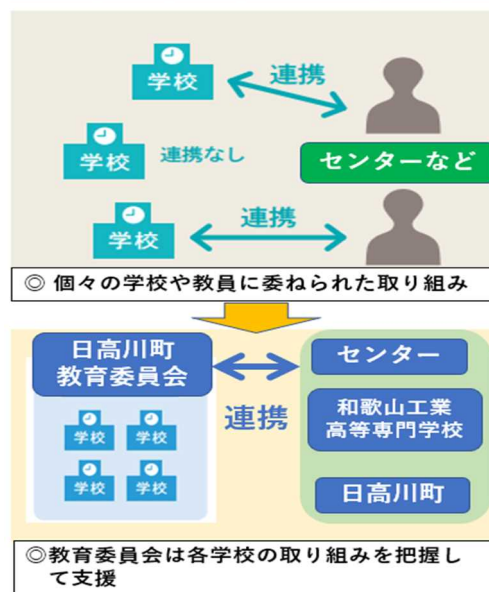 学校
連携
学校
連携なし
センターなど
学校
連携
◎ 個々の学校や教員に委ねられた取り組み
日高川町
教育委員会
学校
学校
学校
学校
連携
センター
和歌山工業
高等専門学校
日高川町
◎教育委員会は各学校の取り組みを把握し
て支援